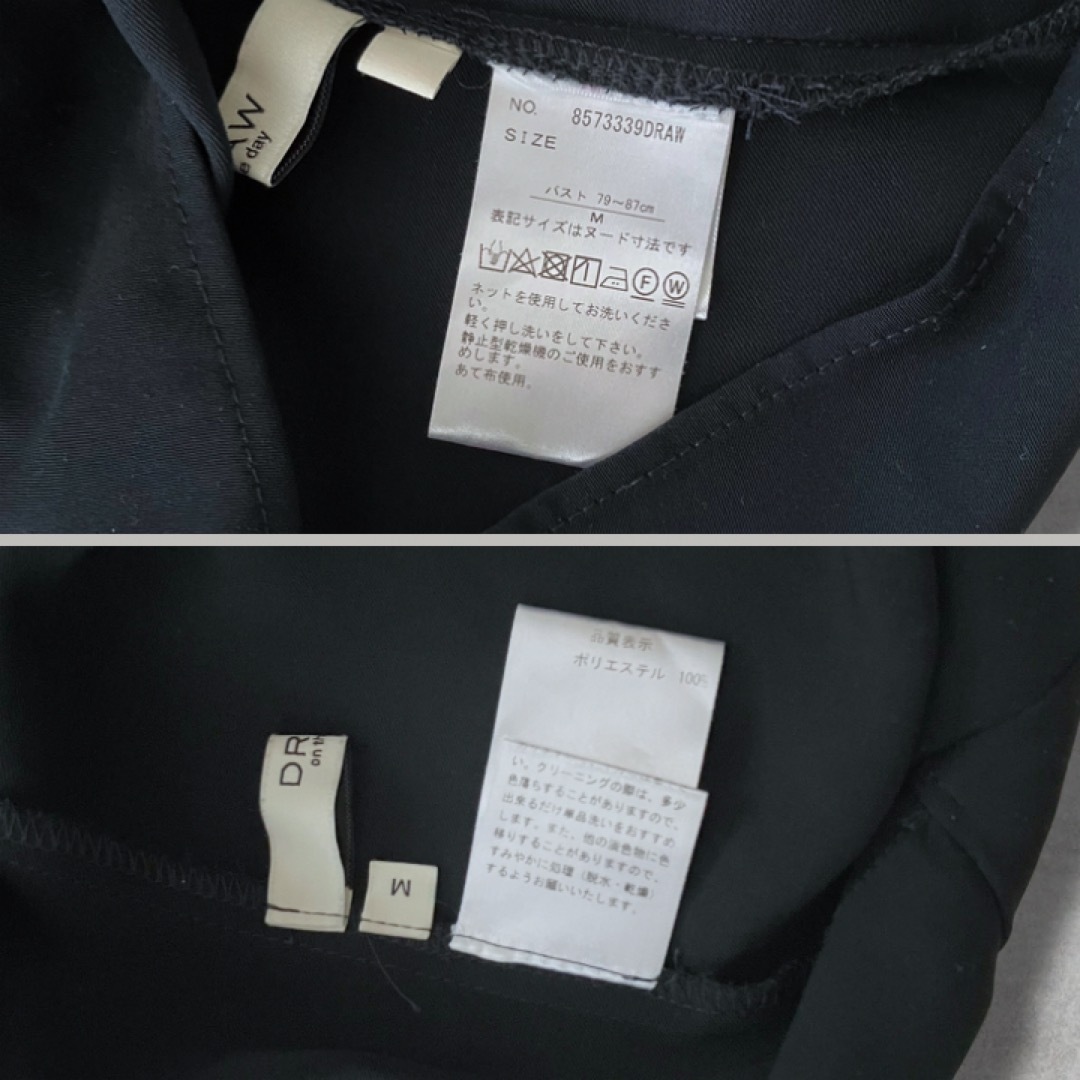 AW
e day
NO. 8573339DRAW
SIZE
バスト 79～87cm
M
表記サイズはヌード寸法です
F W
ネットを使用してお洗いくださ
い。
軽く押し洗いをして下さい。
静止型乾燥機のご使用をおすす
めします。
あて布使用。
品質表示
ポリエステル 100%
DR
on th
M
い。クリーニングの際は、多少
色落ちすることがありますので、
出来るだけ単品洗いをおすすめ
します。また、他の淡色物に色
移りすることがありますので、
すみやかに処理（脱水・乾燥）
するようお願いいたします。